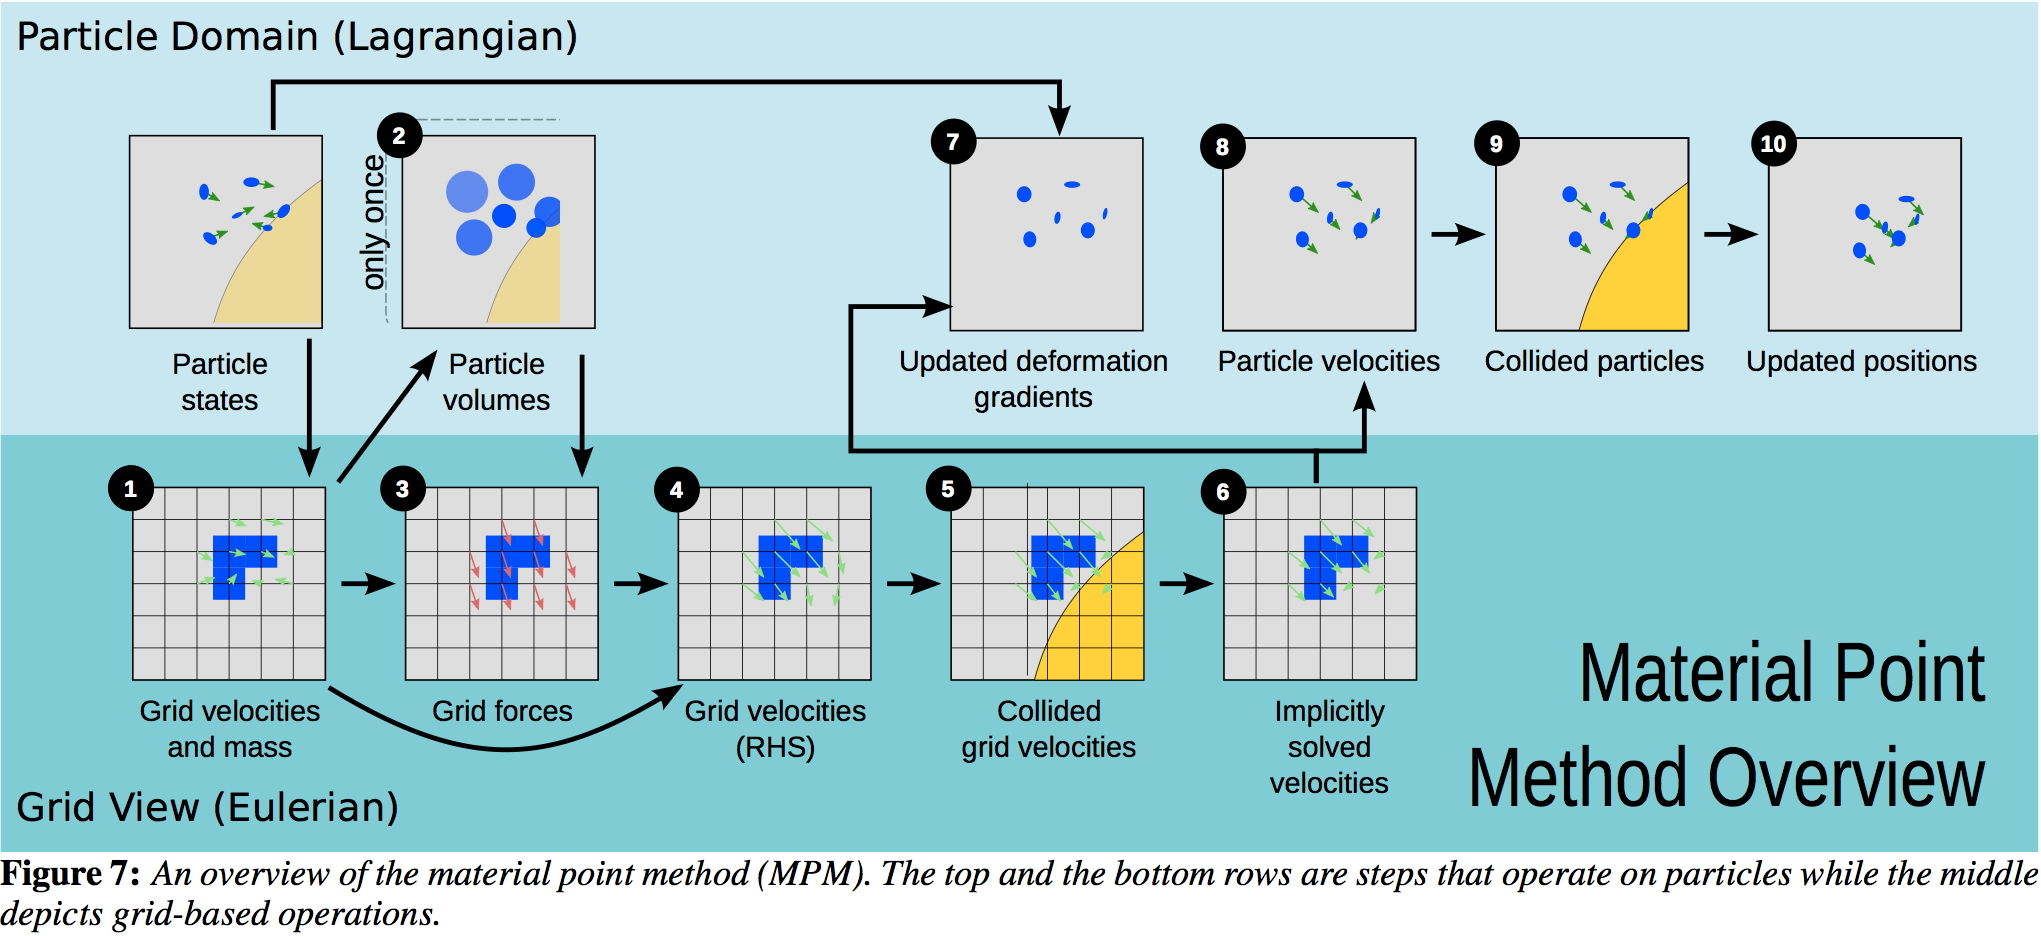 Particle Domain (Lagrangian)
only once
2
7
8
9
10
Particle
states
Particle
volumes
Updated deformation
gradients
Particle velocities
Collided particles
Updated positions
1
3
4
5
6
Grid velocities
and mass
Grid forces
Grid velocities
(RHS)
Collided
grid velocities
Implicitly
solved
velocities
Material Point
Method Overview
Grid View (Eulerian)
Figure 7: An overview of the material point method (MPM). The top and the bottom rows are steps that operate on particles while the middle
depicts grid-based operations.